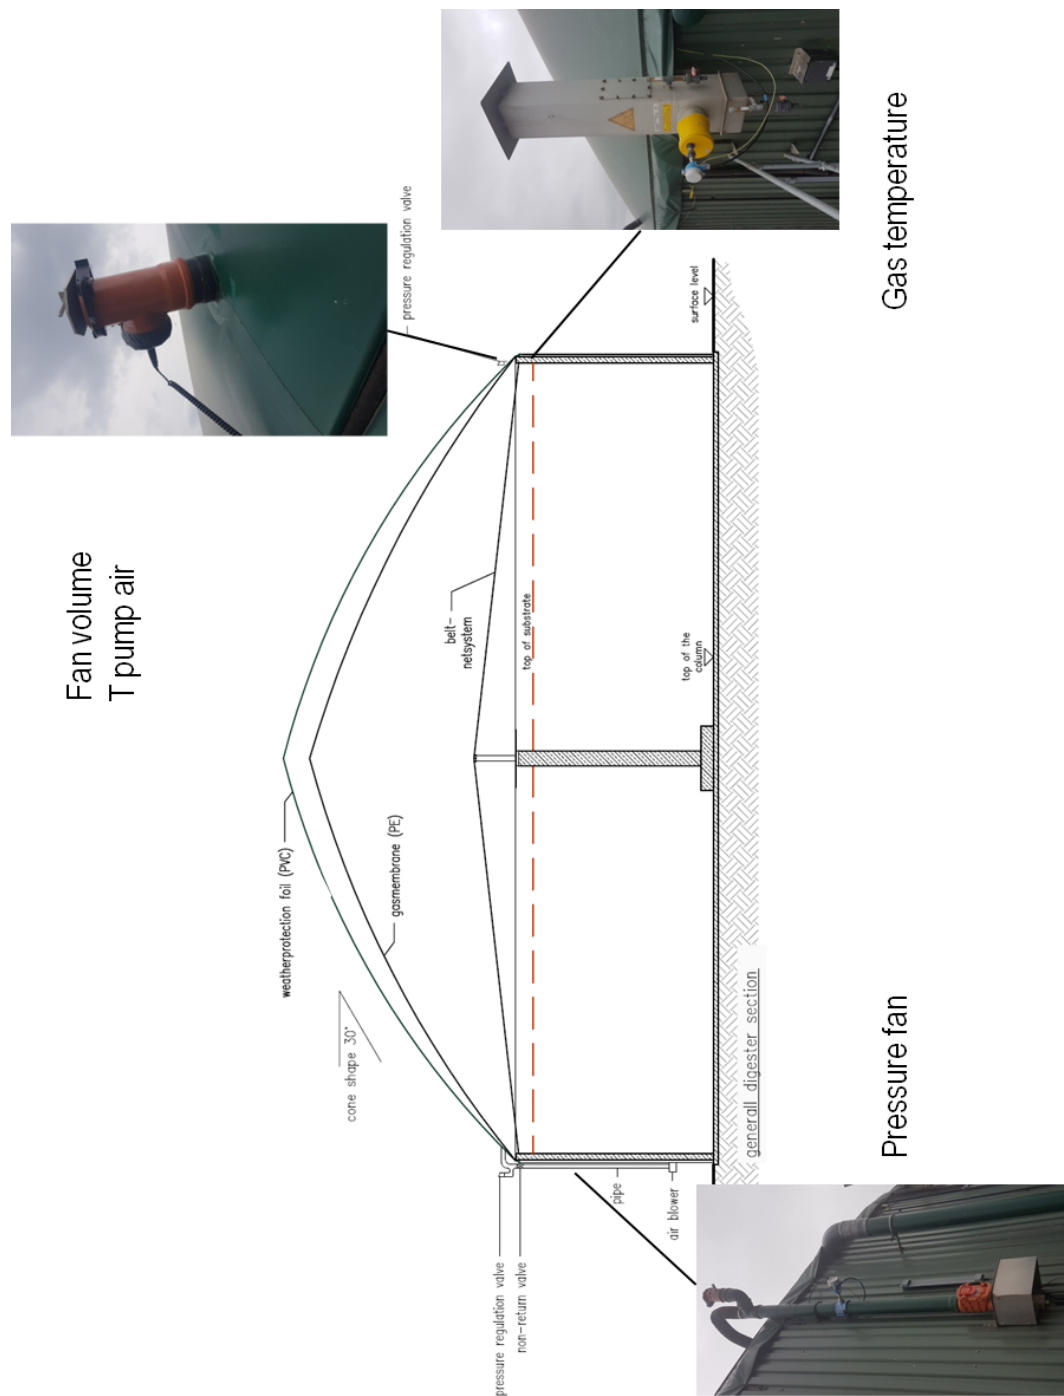 Fan volume
T pump air
Gas temperature
Pressure fan
pressure regulation valve
surface level
belt-
netsystem
top of substrate
top of the
column
weatherprotection foil (PVC)
gasmembrane (PE)
cone shape 30°
generall digester section
pipe
air blower
pressure regulation valve
non-return valve